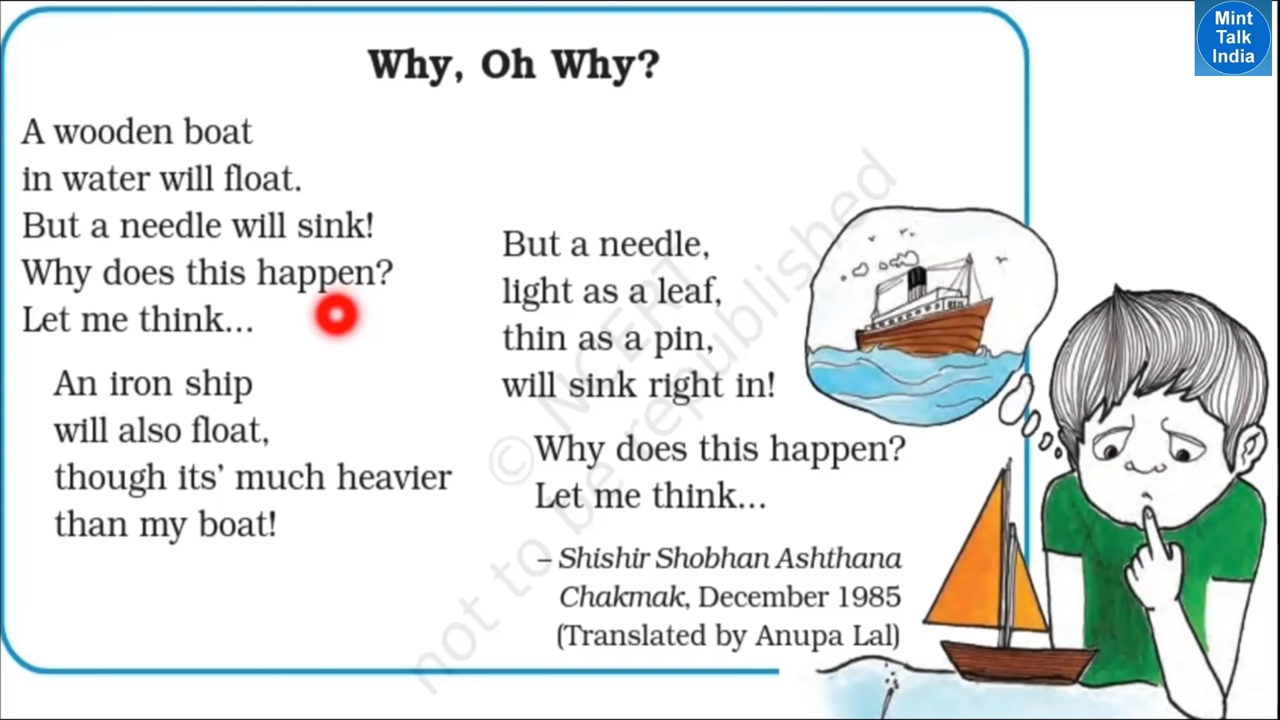 Why, Oh Why?
A wooden boat
in water will float.
But a needle will sink!
Why does this happen?
Let me think...
An iron ship
will also float,
though its' much heavier
than my boat!
But a needle,
light as a leaf,
thin as a pin,
will sink right in!
Why does this happen?
Let me think...
– Shishir Shobhan Ashthana
Chakmak, December 1985
(Translated by Anupa Lal)
© NCERT
not to be republished
Mint
Talk
India